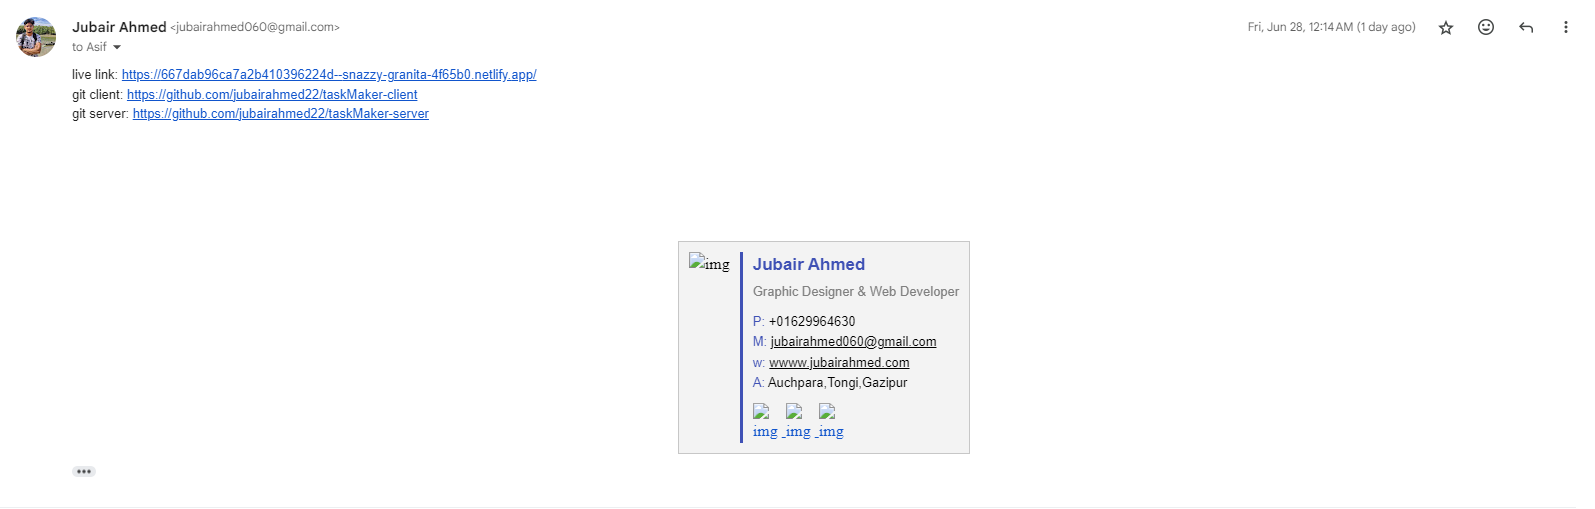 Jubair Ahmed <jubairahmed060@gmail.com>
Fri, Jun 28, 12:14 AM (1 day ago)
to Asif
live link: https://667dab96ca7a2b410396224d--snazzy-granita-4f65b0.netlify.app/
git client: https://github.com/jubairahmed22/taskMaker-client
git server: https://github.com/jubairahmed22/taskMaker-server
img
Jubair Ahmed
Graphic Designer & Web Developer
P: +01629964630
M: jubairahmed060@gmail.com
w: wwww.jubairahmed.com
A: Auchpara,Tongi,Gazipur
img img img